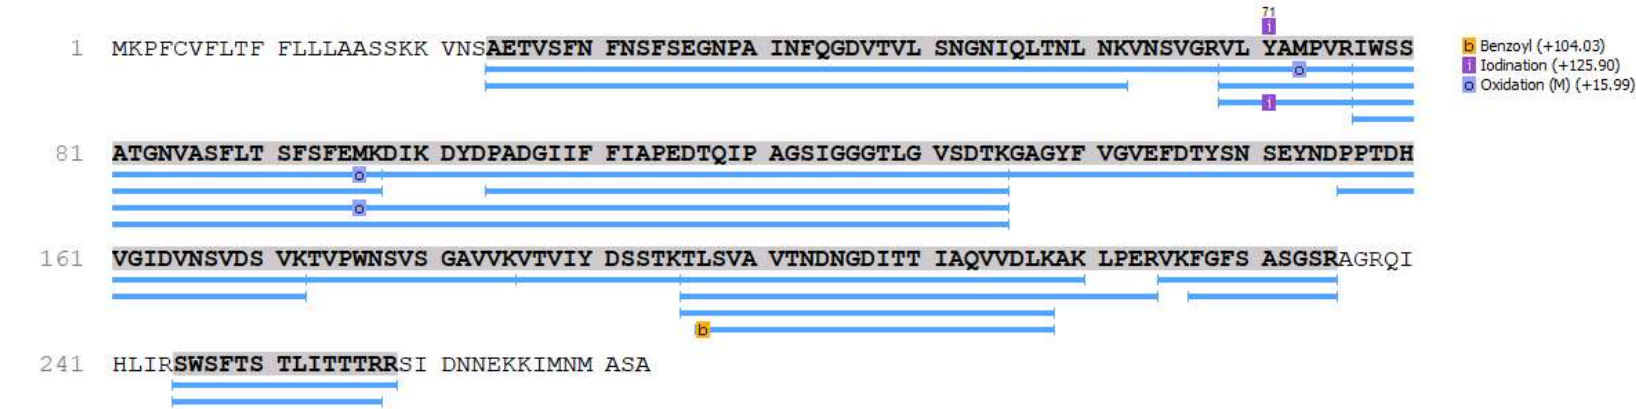 71
i
1 MKPFCVFLTF FLLLAASSKK VNSAETVSFN FNSFSEGNPA INFQGDVTVL SNGNIQLTNL NKVNSVGRVL YAMPVRIWSS
b Benzoyl (+104.03)
i Iodination (+125.90)
o Oxidation (M) (+15.99)
o
i
81 ATGNVASFLT SFSFEMKDIK DYDPADGIIF FIAPEDTQIP AGSIGGGTLG VSDTKGAGYF VGVEFDTYSN SEYNDPPTDH
o
o
161 VGIDVNSVDS VKTVPWNSVS GAVVKVTVIY DSSTKTLSVA VTNDNGDITT IAQVVDLKAK LPERVKFGFS ASGSRAGRQI
b
241 HLIRSWSFTS TLITTTRRSI DNNEKKIMNM ASA